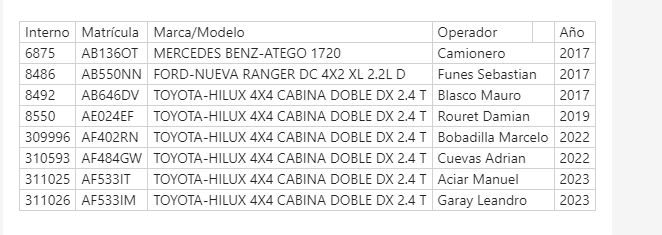 Interno Matrícula Marca/Modelo Operador Año
6875 AB136OT MERCEDES BENZ-ATEGO 1720 Camionero 2017
8486 AB550NN FORD-NUEVA RANGER DC 4X2 XL 2.2L D Funes Sebastian 2017
8492 AB646DV TOYOTA-HILUX 4X4 CABINA DOBLE DX 2.4 T Blasco Mauro 2017
8550 AE024EF TOYOTA-HILUX 4X4 CABINA DOBLE DX 2.4 T Rouret Damian 2019
309996 AF402RN TOYOTA-HILUX 4X4 CABINA DOBLE DX 2.4 T Bobadilla Marcelo 2022
310593 AF484GW TOYOTA-HILUX 4X4 CABINA DOBLE DX 2.4 T Cuevas Adrian 2022
311025 AF533IT TOYOTA-HILUX 4X4 CABINA DOBLE DX 2.4 T Aciar Manuel 2023
311026 AF533IM TOYOTA-HILUX 4X4 CABINA DOBLE DX 2.4 T Garay Leandro 2023